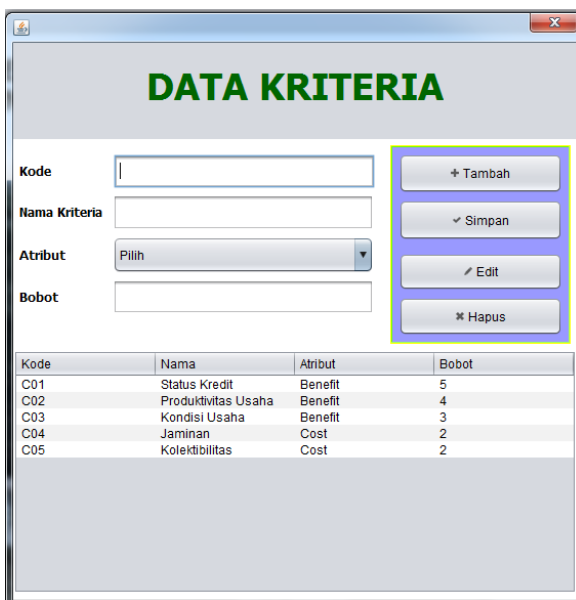 DATA KRITERIA
Kode
Nama Kriteria
Atribut Pilih
Bobot
Tambah
Simpan
Edit
Hapus
Kode Nama Atribut Bobot
C01 Status Kredit Benefit 5
C02 Produktivitas Usaha Benefit 4
C03 Kondisi Usaha Benefit 3
C04 Jaminan Cost 2
C05 Kolektibilitas Cost 2